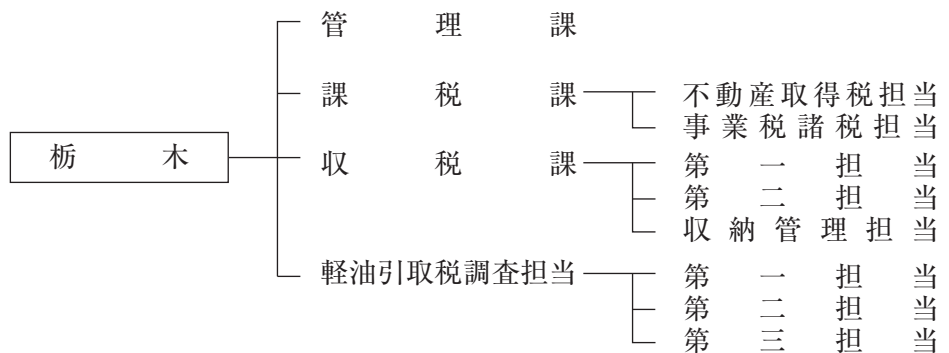 管理課
課税課 不動産取得税担当
事業税諸税担当
栃木 収税課 第一担当
第二担当
収納管理担当
軽油引取税調査担当 第一担当
第二担当
第三担当